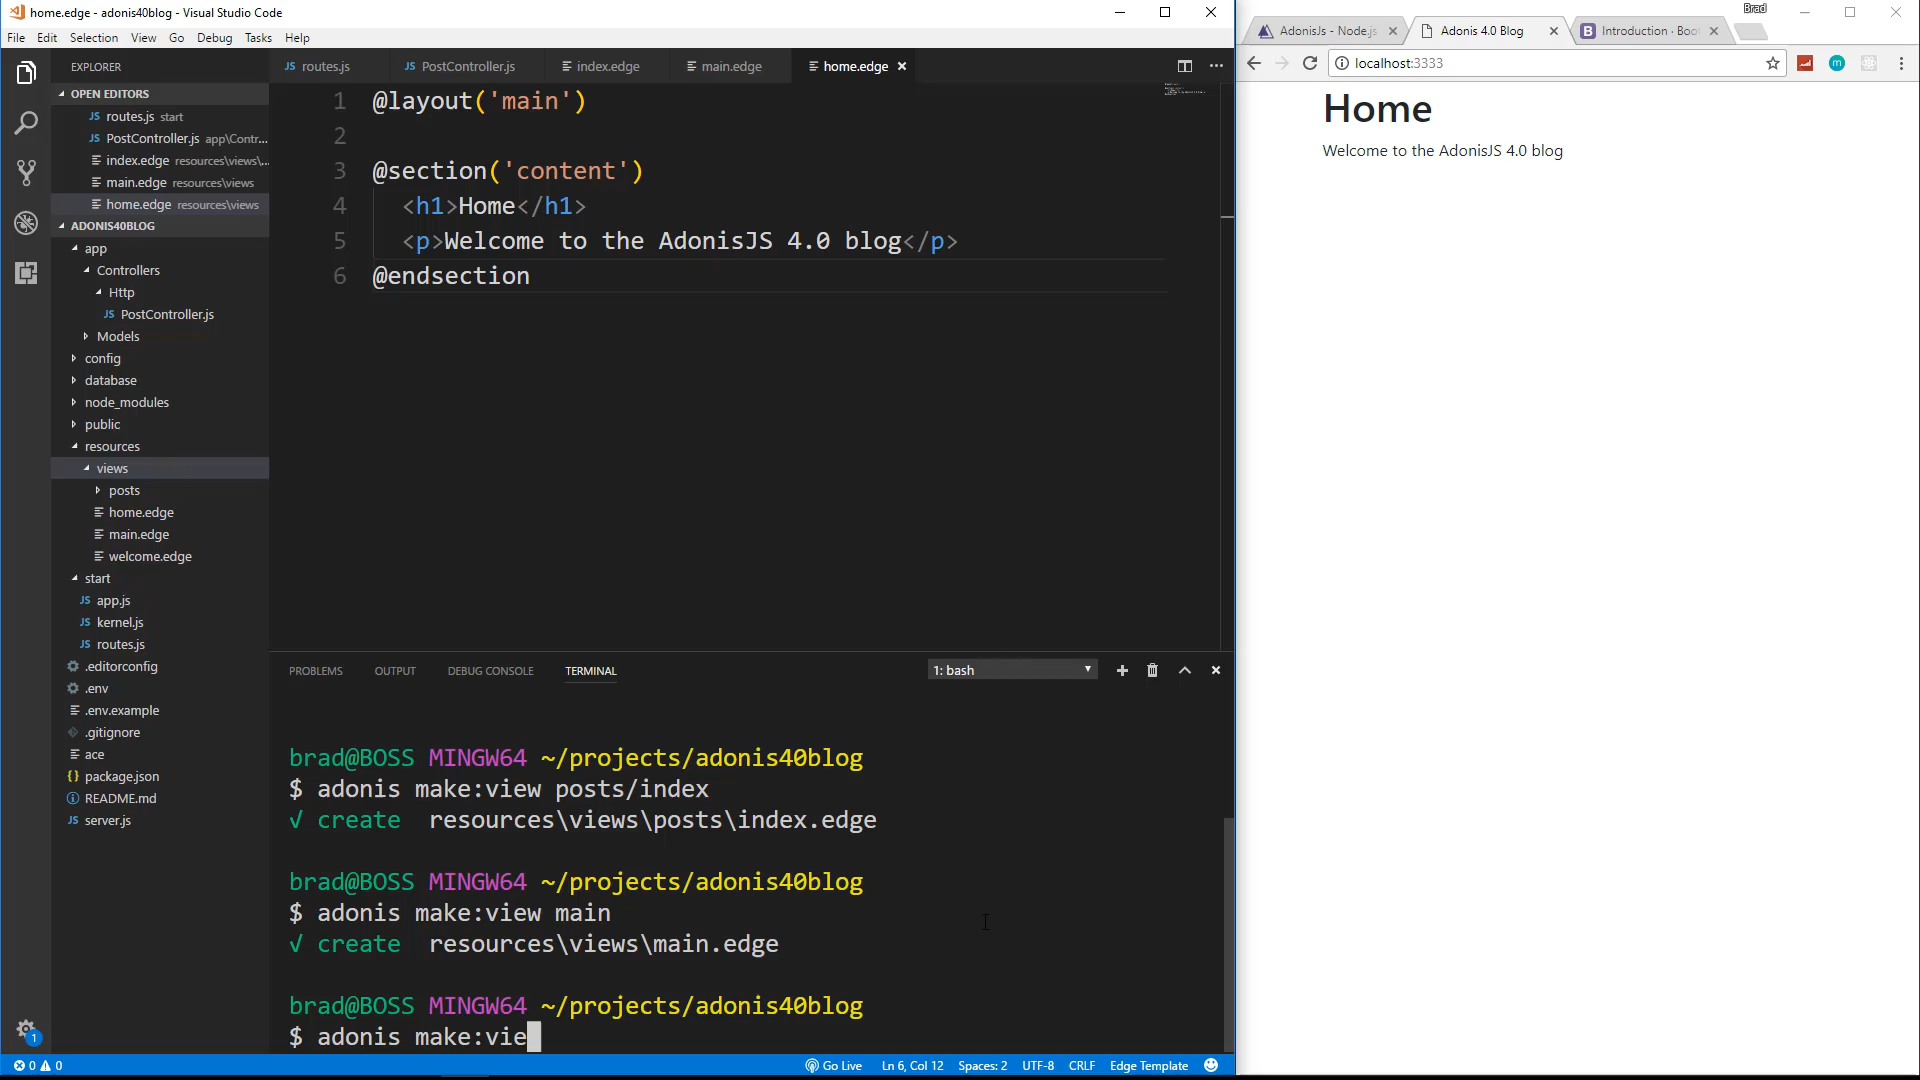 home.edge - adonis40blog - Visual Studio Code
File Edit Selection View Go Debug Tasks Help
EXPLORER
OPEN EDITORS
routes.js start
PostController.js app\Contr...
index.edge resources\views\...
main.edge resources\views
home.edge resources\views
ADONIS40BLOG
app
Controllers
Http
PostController.js
Models
config
database
node_modules
public
resources
views
posts
home.edge
main.edge
welcome.edge
start
app.js
kernel.js
routes.js
.editorconfig
.env
.env.example
.gitignore
ace
package.json
README.md
server.js
routes.js PostController.js index.edge main.edge home.edge
1 @layout('main')
2
3 @section('content')
4 <h1>Home</h1>
5 <p>Welcome to the AdonisJS 4.0 blog</p>
6 @endsection
PROBLEMS OUTPUT DEBUG CONSOLE TERMINAL 1: bash
brad@BOSS MINGW64 ~/projects/adonis40blog
$ adonis make:view posts/index
√ create resources\views\posts\index.edge
brad@BOSS MINGW64 ~/projects/adonis40blog
$ adonis make:view main
√ create resources\views\main.edge
brad@BOSS MINGW64 ~/projects/adonis40blog
$ adonis make:vie
1
0 0 Go Live Ln 6, Col 12 Spaces: 2 UTF-8 CRLF Edge Template
Brad
AdonisJs - Node.js Adonis 4.0 Blog Introduction · Boo
localhost:3333
Home
Welcome to the AdonisJS 4.0 blog